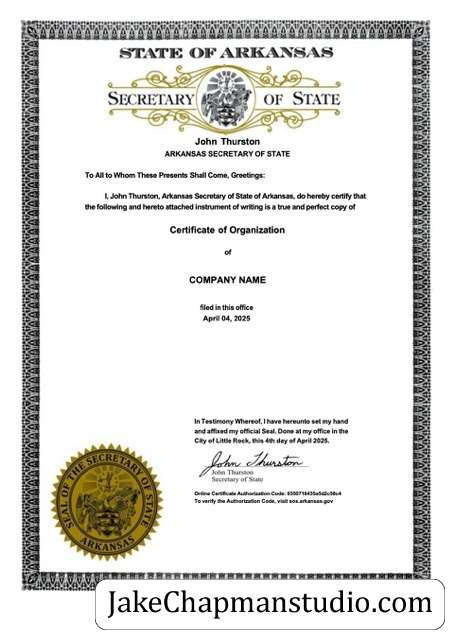 STATE OF ARKANSAS
SECRETARY OF STATE
John Thurston
ARKANSAS SECRETARY OF STATE
To All to Whom These Presents Shall Come, Greetings:
I, John Thurston, Arkansas Secretary of State of Arkansas, do hereby certify that
the following and hereto attached instrument of writing is a true and perfect copy of
Certificate of Organization
of
COMPANY NAME
filed in this office
April 04, 2025
In Testimony Whereof, I have hereunto set my hand
and affixed my official Seal. Done at my office in the
City of Little Rock, this 4th day of April 2025.
John Thurston
John Thurston
Secretary of State
Online Certificate Authorization Code:
To verify the Authorization Code, visit sos.arkansas.gov
SEAL OF THE SECRETARY OF STATE
ARKANSAS
JakeChapmanstudio.com